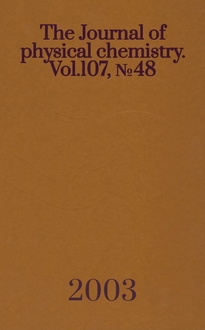 The Journal of
physical chemistry.
Vol.107, №48
2003